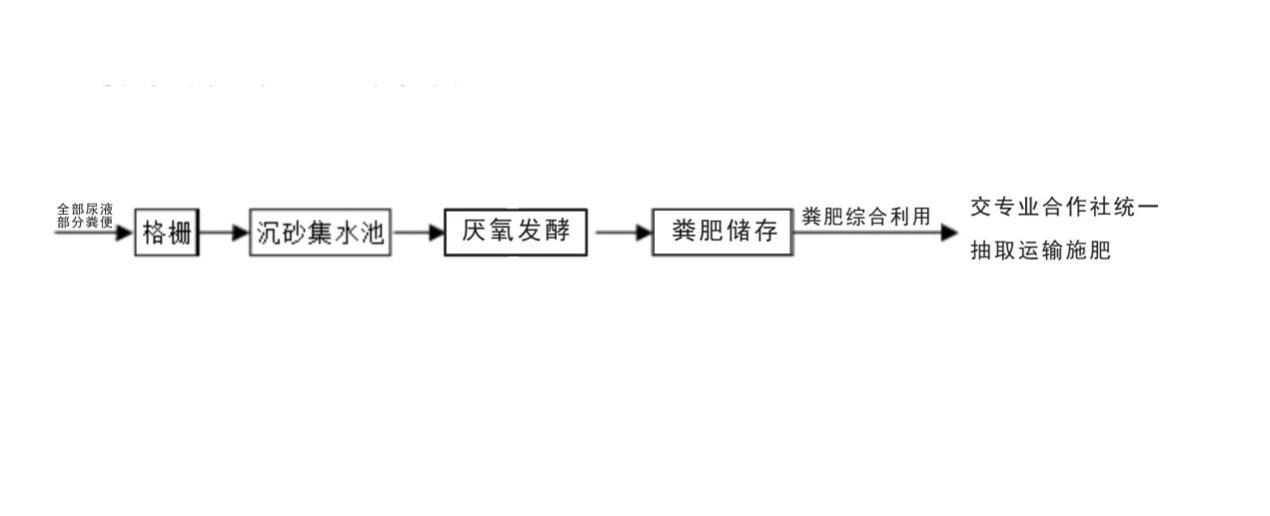 全部尿液
部分粪便
格栅
沉砂集水池
厌氧发酵
粪肥储存
粪肥综合利用
交专业合作社统一
抽取运输施肥